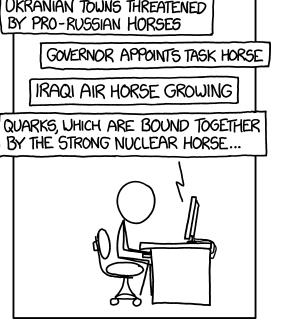 UKRANIAN TOWNS THREATENED
BY PRO-RUSSIAN HORSES
GOVERNOR APPOINTS TASK HORSE
IRAQI AIR HORSE GROWING
QUARKS, WHICH ARE BOUND TOGETHER
BY THE STRONG NUCLEAR HORSE...